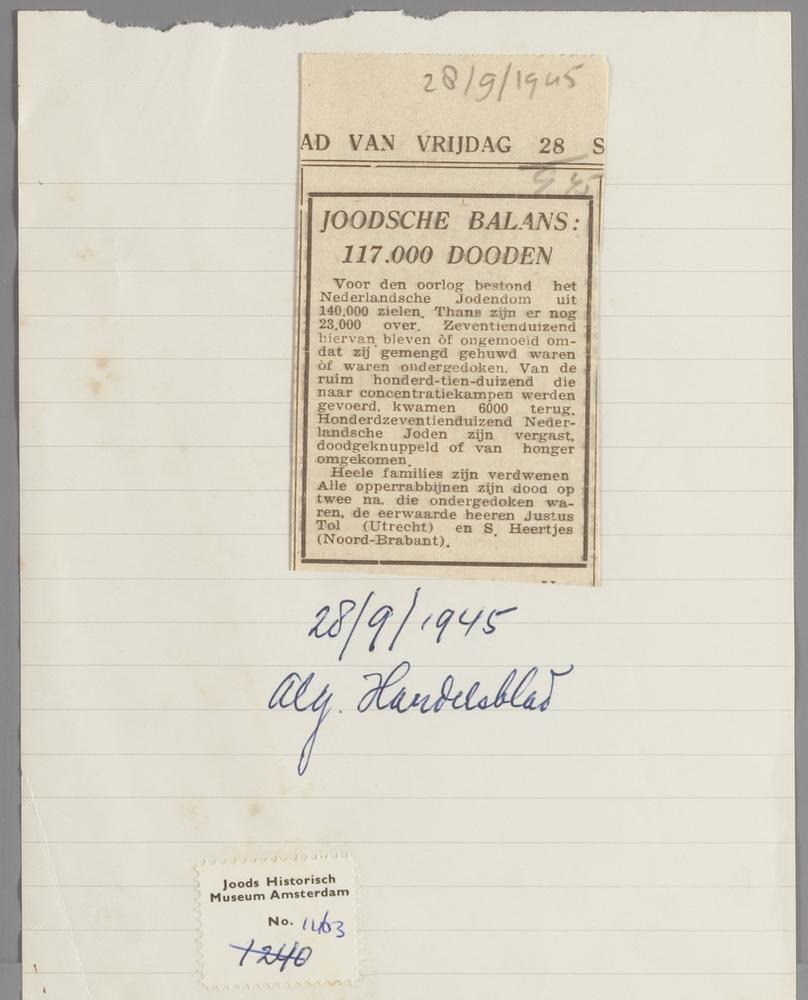 28/9/1945
AD VAN VRIJDAG 28 S
9 45
JOODSCHE BALANS:
117.000 DOODEN
Voor den oorlog bestond het
Nederlandsche Jodendom uit
140.000 zielen. Thans zijn er nog
23.000 over. Zeventienduizend
hiervan bleven òf ongemoeid om-
dat zij gemengd gehuwd waren
òf waren ondergedoken. Van de
ruim honderd-tien-duizend die
naar concentratiekampen werden
gevoerd, kwamen 6000 terug.
Honderdzeventienduizend Neder-
landsche Joden zijn vergast,
doodgeknuppeld of van honger
omgekomen.
Heele families zijn verdwenen
Alle opperrabbijnen zijn dood op
twee na, die ondergedoken wa-
ren, de eerwaarde heeren Justus
Tol (Utrecht) en S. Heertjes
(Noord-Brabant).
28/9/1945
Alg. Handelsblad
Joods Historisch
Museum Amsterdam
No. 1163
1240